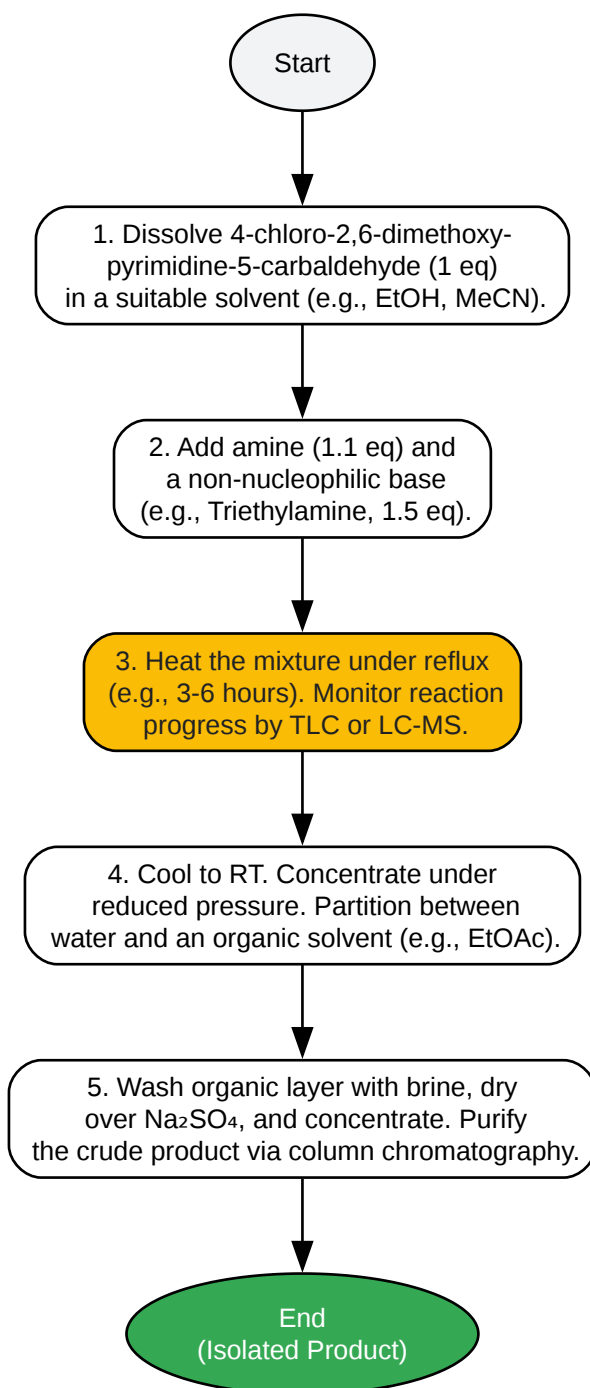 Start
1. Dissolve 4-chloro-2,6-dimethoxy-
pyrimidine-5-carbaldehyde (1 eq)
in a suitable solvent (e.g., EtOH, MeCN).
2. Add amine (1.1 eq) and
a non-nucleophilic base
(e.g., Triethylamine, 1.5 eq).
3. Heat the mixture under reflux
(e.g., 3-6 hours). Monitor reaction
progress by TLC or LC-MS.
4. Cool to RT. Concentrate under
reduced pressure. Partition between
water and an organic solvent (e.g., EtOAc).
5. Wash organic layer with brine, dry
over Na₂SO₄, and concentrate. Purify
the crude product via column chromatography.
End
(Isolated Product)